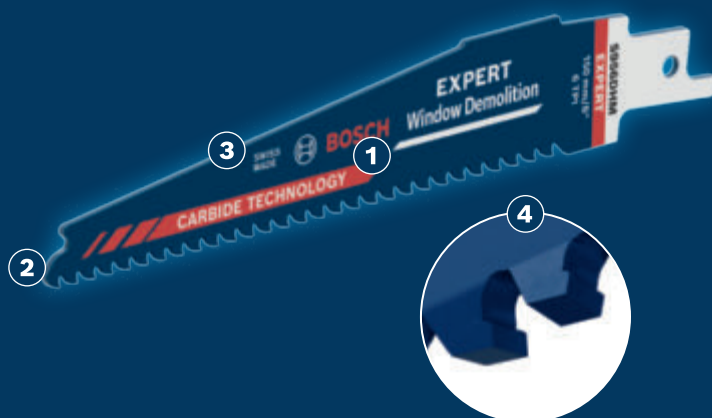 EXPERT
Window Demolition
BOSCH
SWISS
MADE
CARBIDE TECHNOLOGY
S956DHM
EXPERT
150 mm/6"
6 TPI
1
2
3
4